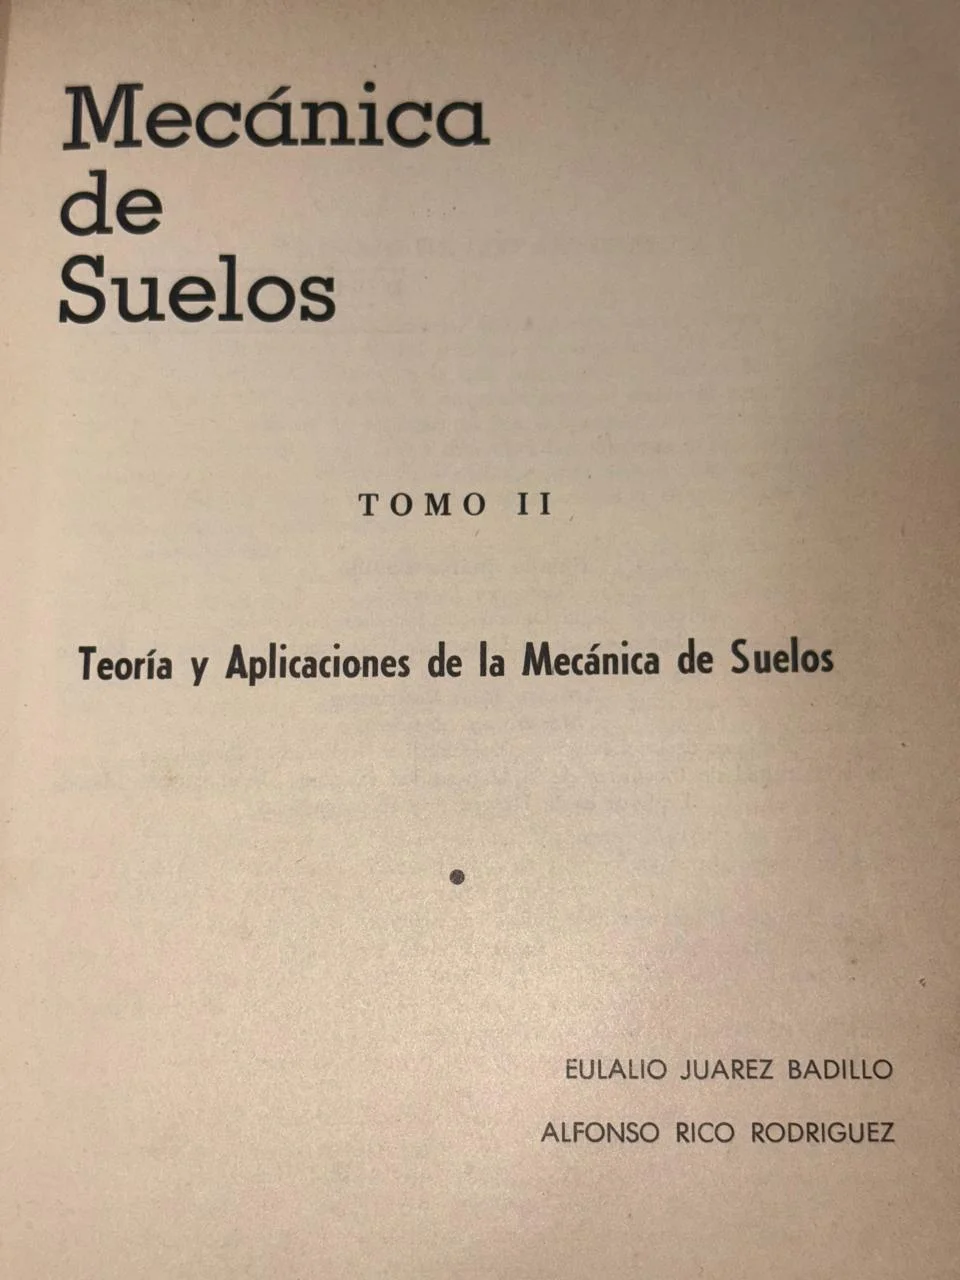 Mecánica
de
Suelos
TOMO II
Teoría y Aplicaciones de la Mecánica de Suelos
EULALIO JUAREZ BADILLO
ALFONSO RICO RODRIGUEZ